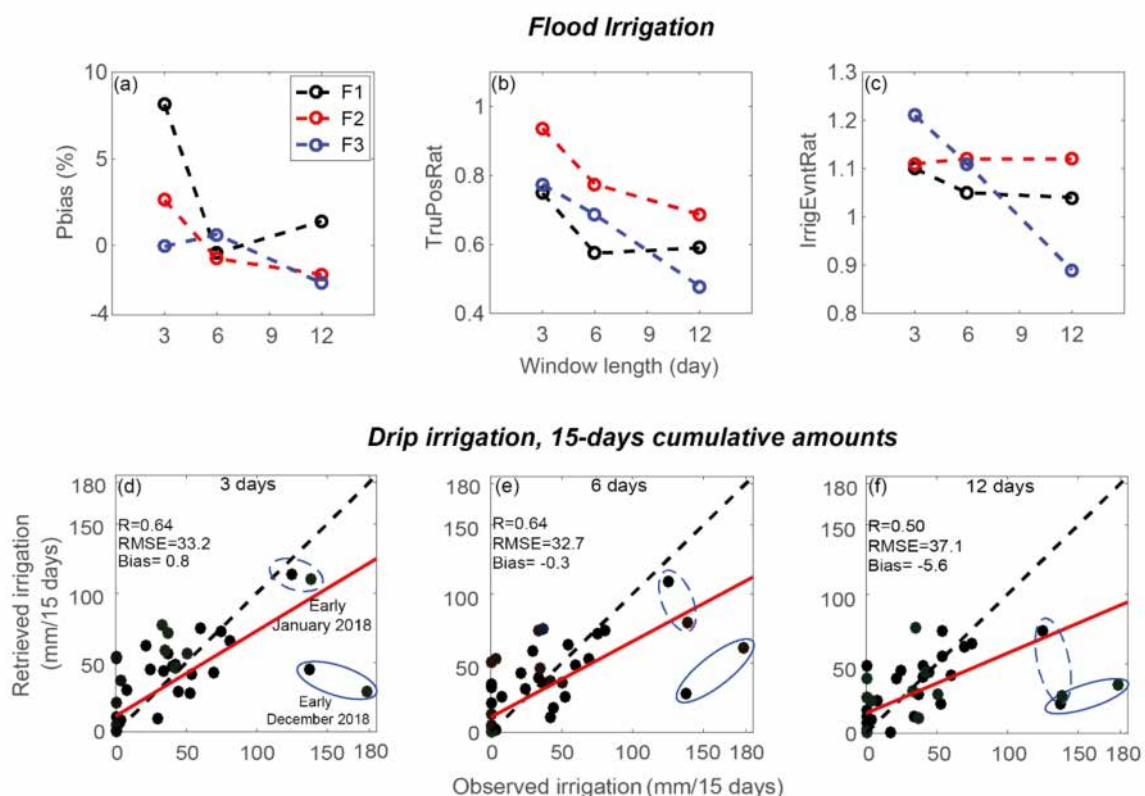 Flood Irrigation
(a)
10
5
0
-4
Pbias (%)
3 6 9 12
F1
F2
F3
(b)
1
0.8
0.6
0.4
TruPosRat
3 6 9 12
(c)
1.3
1.2
1.1
1
0.9
0.8
IrrigEvntRat
3 6 9 12
Window length (day)
Drip irrigation, 15-days cumulative amounts
Retrieved irrigation
(mm/15 days)
180
150
100
50
0
(d) 3 days
R=0.64
RMSE=33.2
Bias= 0.8
Early
January 2018
Early
December 2018
0 50 100 150 180
180
150
100
50
0
(e) 6 days
R=0.64
RMSE=32.7
Bias= -0.3
0 50 100 150 180
180
150
100
50
0
(f) 12 days
R=0.50
RMSE=37.1
Bias= -5.6
0 50 100 150 180
Observed irrigation (mm/15 days)